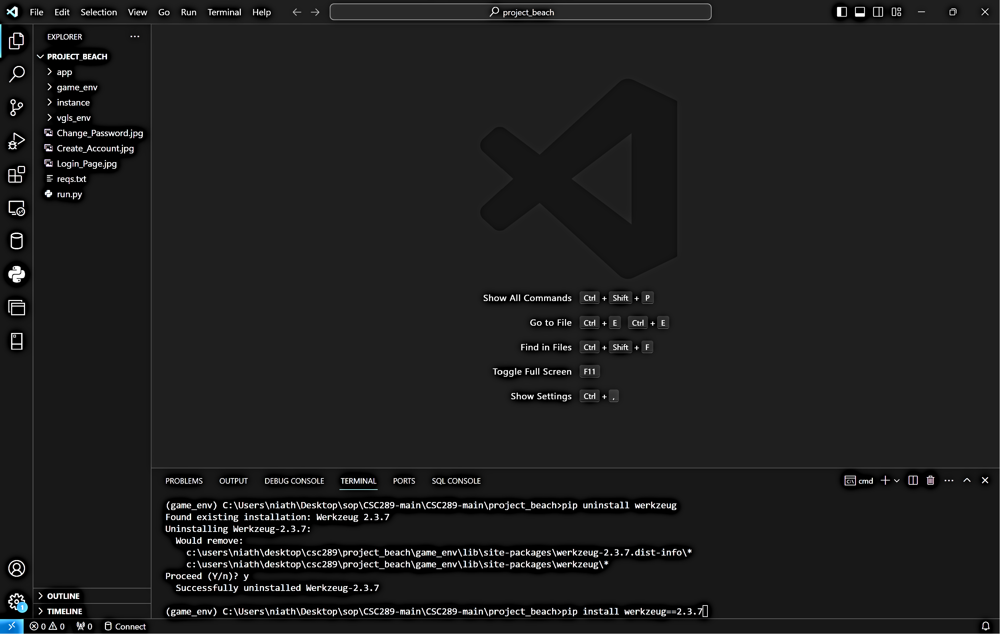 File Edit Selection View Go Run Terminal Help
project_beach
EXPLORER
PROJECT_BEACH
app
game_env
instance
vgls_env
Change_Password.jpg
Create_Account.jpg
Login_Page.jpg
reqs.txt
run.py
Show All Commands Ctrl + Shift + P
Go to File Ctrl + E Ctrl + E
Find in Files Ctrl + Shift + F
Toggle Full Screen F11
Show Settings Ctrl + ,
PROBLEMS OUTPUT DEBUG CONSOLE TERMINAL PORTS SQL CONSOLE
cmd
(game_env) C:\Users\niath\Desktop\sop\CSC289-main\CSC289-main\project_beach>pip uninstall werkzeug
Found existing installation: Werkzeug 2.3.7
Uninstalling Werkzeug-2.3.7:
Would remove:
c:\users\niath\desktop\csc289\project_beach\game_env\lib\site-packages\werkzeug-2.3.7.dist-info\*
c:\users\niath\desktop\csc289\project_beach\game_env\lib\site-packages\werkzeug\*
Proceed (Y/n)? y
Successfully uninstalled Werkzeug-2.3.7
(game_env) C:\Users\niath\Desktop\sop\CSC289-main\CSC289-main\project_beach>pip install werkzeug==2.3.7
OUTLINE
TIMELINE
1
0 0 0 Connect